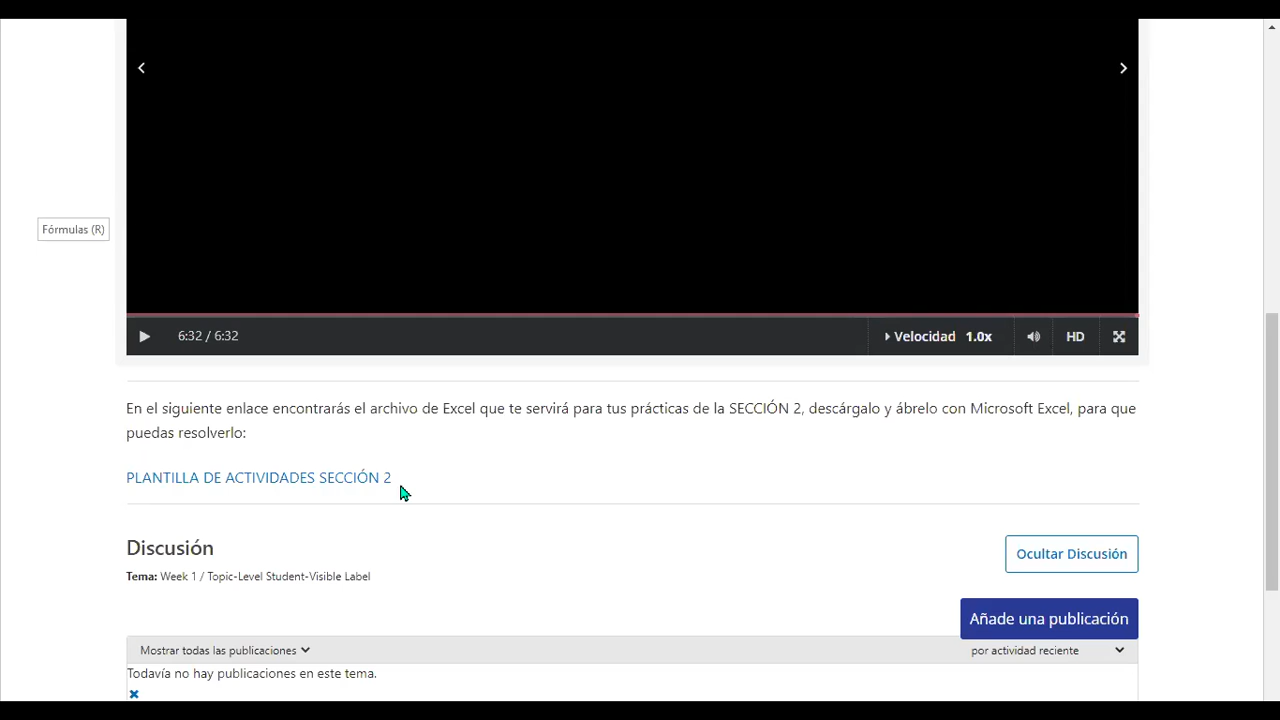 Fórmulas (R)
6:32 / 6:32
Velocidad 1.0x
HD
En el siguiente enlace encontrarás el archivo de Excel que te servirá para tus prácticas de la SECCIÓN 2, descárgalo y ábrelo con Microsoft Excel, para que
puedas resolverlo:
PLANTILLA DE ACTIVIDADES SECCIÓN 2
Discusión
Ocultar Discusión
Tema: Week 1 / Topic-Level Student-Visible Label
Añade una publicación
Mostrar todas las publicaciones
por actividad reciente
Todavía no hay publicaciones en este tema.